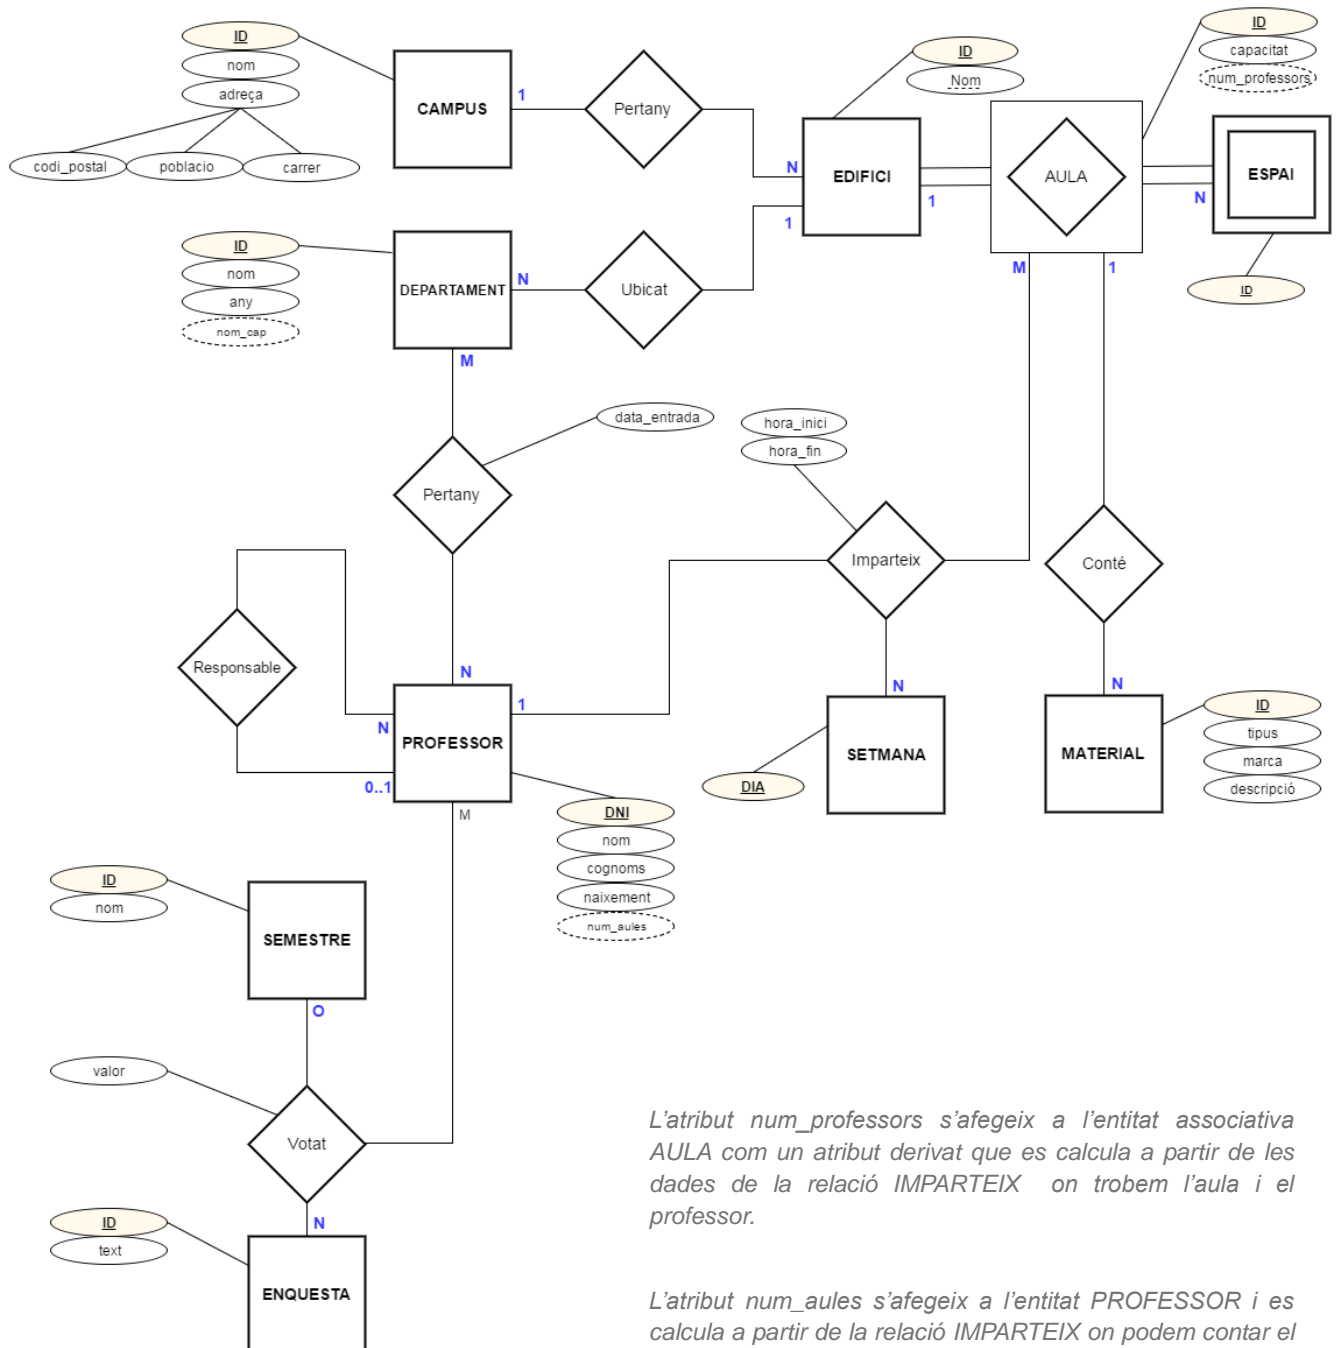 ID
nom
adreça
codi_postal
poblacio
carrer
CAMPUS
1
Pertany
N
ID
Nom
EDIFICI
1
1
AULA
M
1
ID
capacitat
num_professors
N
ESPAI
ID
ID
nom
any
nom_cap
DEPARTAMENT
N
Ubicat
M
data_entrada
Pertany
hora_inici
hora_fin
Imparteix
Conté
Responsable
N
N
0..1
PROFESSOR
1
M
DNI
nom
cognoms
naixement
num_aules
N
SETMANA
DIA
N
MATERIAL
ID
tipus
marca
descripció
ID
nom
SEMESTRE
O
valor
Votat
N
ID
text
ENQUESTA
L’atribut num_professors s’afegeix a l’entitat associativa
AULA com un atribut derivat que es calcula a partir de les
dades de la relació IMPARTEIX on trobem l’aula i el
professor.
L’atribut num_aules s’afegeix a l’entitat PROFESSOR i es
calcula a partir de la relació IMPARTEIX on podem contar el